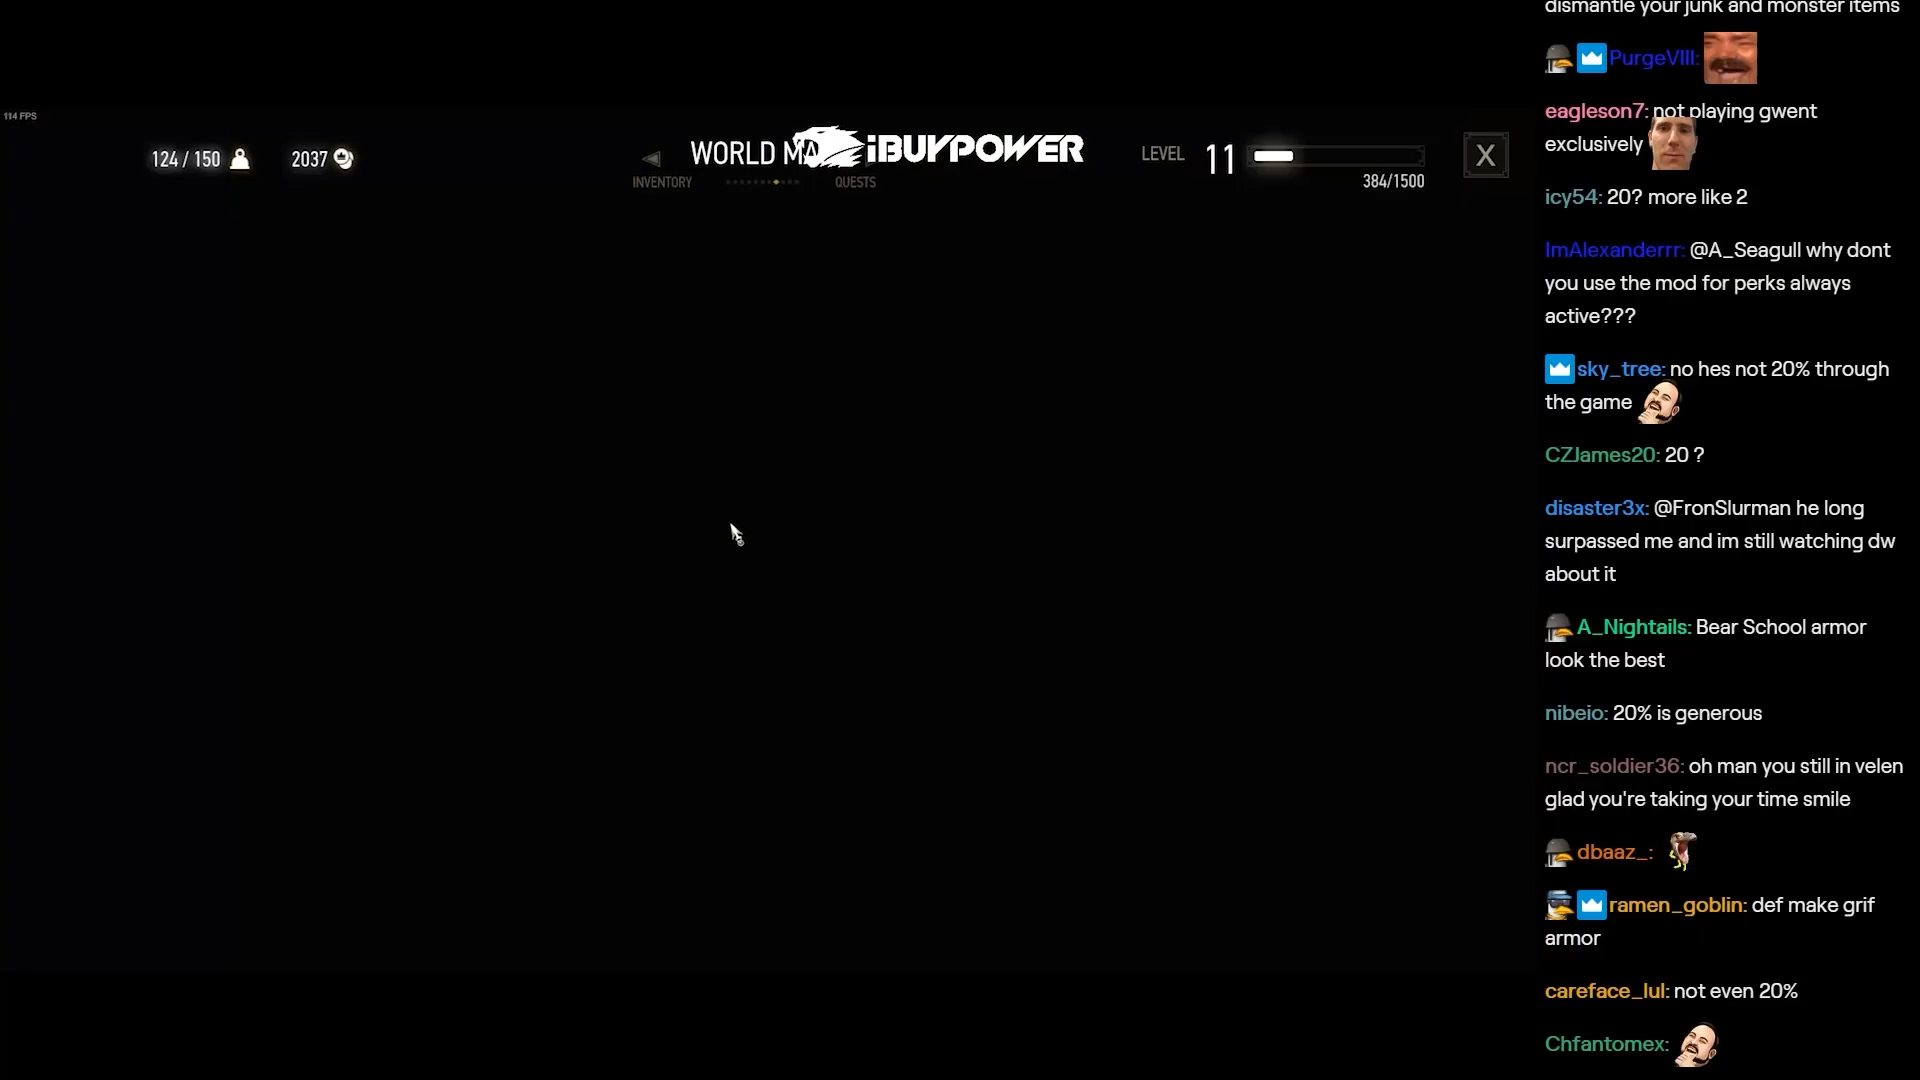 114 FPS
124 / 150
2037
WORLD MA
iBUYPOWER
INVENTORY
QUESTS
LEVEL
11
384/1500
X
dismantle your junk and monster items
PurgeVIII:
eagleson7: not playing gwent
exclusively
icy54: 20? more like 2
ImAlexanderrr: @A_Seagull why dont
you use the mod for perks always
active???
sky_tree: no hes not 20% through
the game
CZJames20: 20 ?
disaster3x: @FronSlurman he long
surpassed me and im still watching dw
about it
A_Nightails: Bear School armor
look the best
nibeio: 20% is generous
ncr_soldier36: oh man you still in velen
glad you're taking your time smile
dbaaz_:
ramen_goblin: def make grif
armor
careface_lul: not even 20%
Chfantomex: